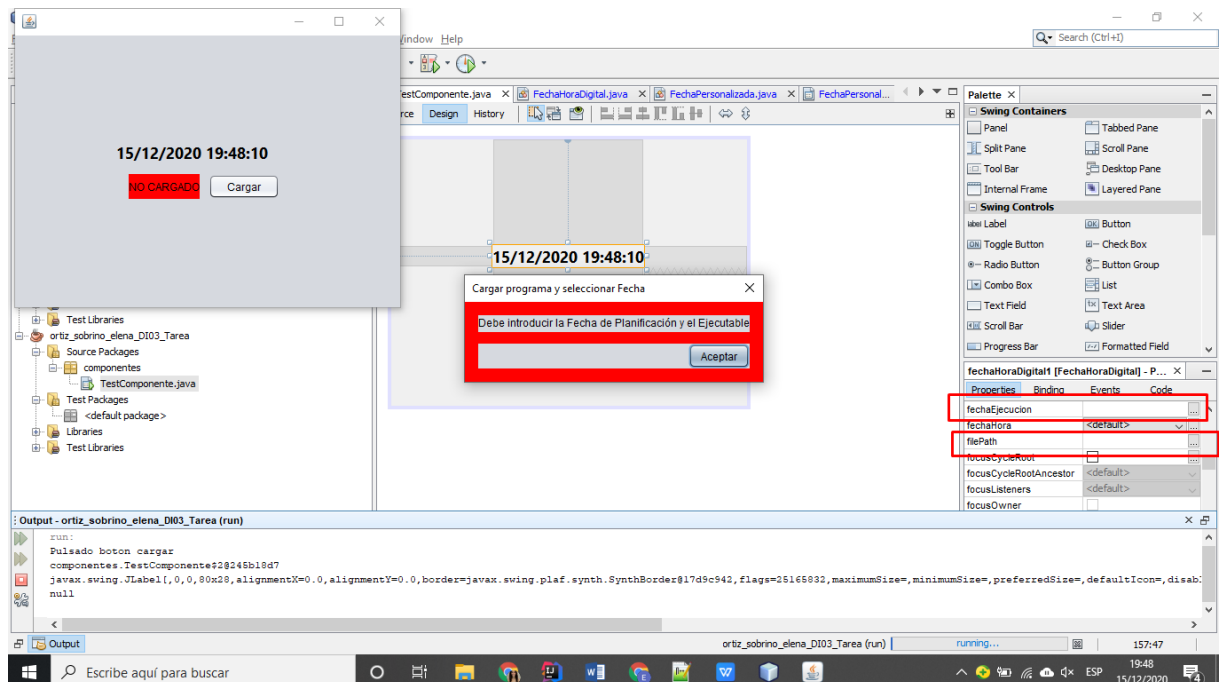 Window Help
Search (Ctrl+I)
TestComponente.java FechaHoraDigital.java FechaPersonalizada.java FechaPersonal...
Design History
15/12/2020 19:48:10
NO CARGADO Cargar
15/12/2020 19:48:10
Cargar programa y seleccionar Fecha
Debe introducir la Fecha de Planificación y el Ejecutable
Aceptar
Test Libraries
ortiz_sobrino_elena_DI03_Tarea
Source Packages
componentes
TestComponente.java
Test Packages
<default package>
Libraries
Test Libraries
Palette
Swing Containers
Panel Tabbed Pane
Split Pane Scroll Pane
Tool Bar Desktop Pane
Internal Frame Layered Pane
Swing Controls
label Label OK Button
ON Toggle Button Check Box
Radio Button Button Group
Combo Box List
Text Field Text Area
Scroll Bar Slider
Progress Bar Formatted Field
fechaHoraDigital1 [FechaHoraDigital] - P...
Properties Binding Events Code
fechaEjecucion ...
fechaHora <default> ...
filePath ...
focusCycleRoot ...
focusCycleRootAncestor <default>
focusListeners <default>
focusOwner
Output - ortiz_sobrino_elena_DI03_Tarea (run)
run:
Pulsado boton cargar
componentes.TestComponente$2@245b18d7
javax.swing.JLabel[,0,0,80x28,alignmentX=0.0,alignmentY=0.0,border=javax.swing.plaf.synth.SynthBorder@17d9c942,flags=25165832,maximumSize=,minimumSize=,preferredSize=,defaultIcon=,disab
null
Output
ortiz_sobrino_elena_DI03_Tarea (run) running... 157:47
Escribe aquí para buscar
ESP
19:48
15/12/2020
4